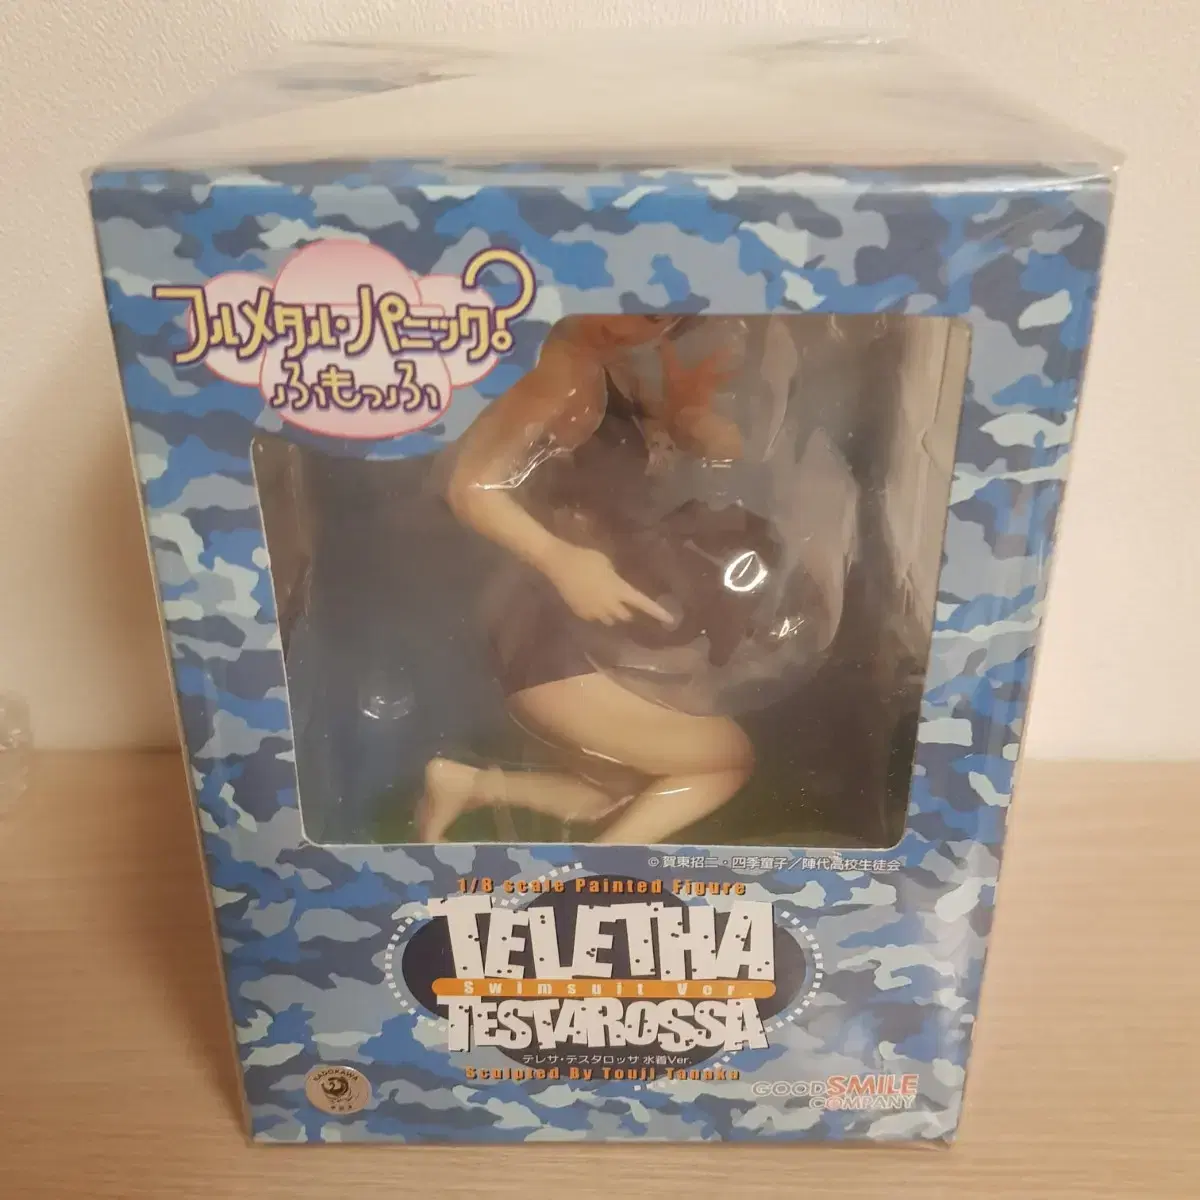 フルメタル・パニック?
ふもっふ
© 賀東招二・四季童子/陣代高校生徒会
1/8 scale Painted Figure
TELETHA
Swimsuit Ver.
TESTAROSSA
テレサ・テスタロッサ 水着Ver.
Sculpted By Touji Tanaka
KADOKAWA
GOODSMILE
COMPANY